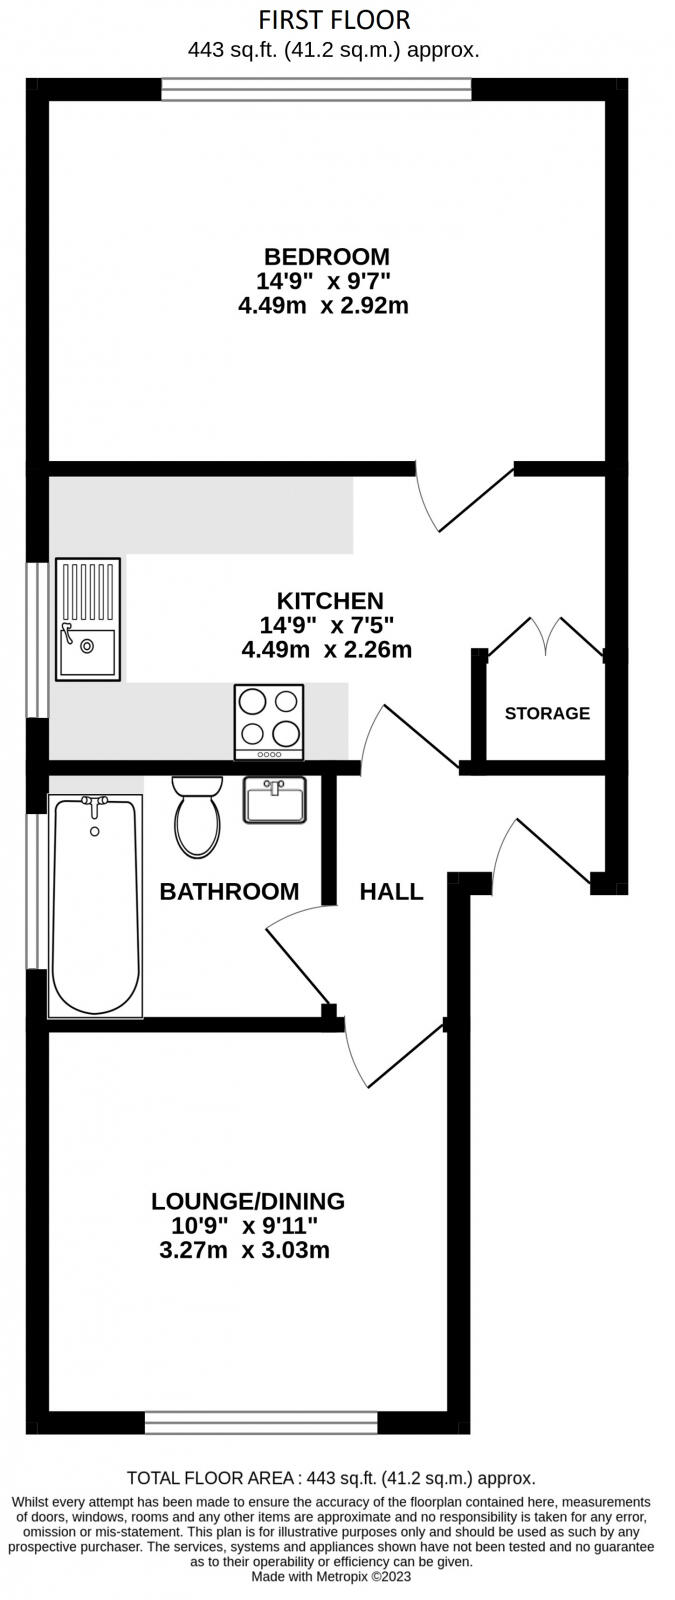 FIRST FLOOR
443 sq.ft. (41.2 sq.m.) approx.
BEDROOM
14'9" x 9'7"
4.49m x 2.92m
KITCHEN
14'9" x 7'5"
4.49m x 2.26m
STORAGE
BATHROOM
HALL
LOUNGE/DINING
10'9" x 9'11"
3.27m x 3.03m
TOTAL FLOOR AREA : 443 sq.ft. (41.2 sq.m.) approx.
Whilst every attempt has been made to ensure the accuracy of the floorplan contained here, measurements
of doors, windows, rooms and any other items are approximate and no responsibility is taken for any error,
omission or mis-statement. This plan is for illustrative purposes only and should be used as such by any
prospective purchaser. The services, systems and appliances shown have not been tested and no guarantee
as to their operability or efficiency can be given.
Made with Metropix ©2023